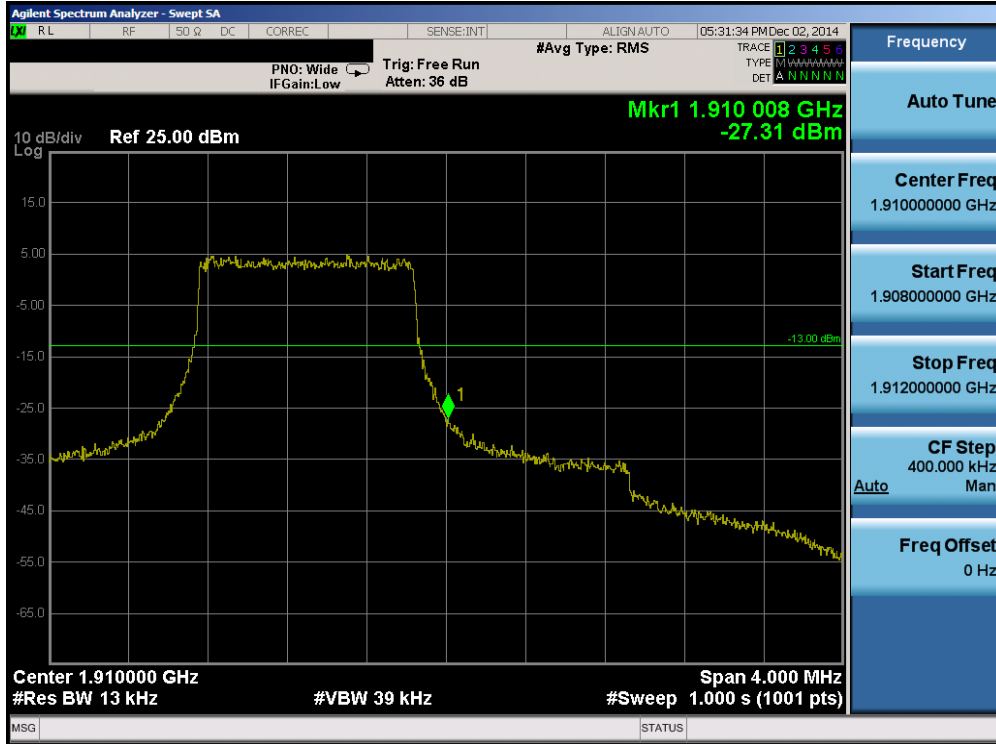 Agilent Spectrum Analyzer - Swept SA
LXI RL RF 50 Ω DC CORREC SENSE:INT ALIGN AUTO 05:31:34 PM Dec 02, 2014
#Avg Type: RMS TRACE 1 2 3 4 5 6
PNO: Wide Trig: Free Run TYPE M WWWWW
IFGain:Low Atten: 36 dB DET A N N N N N
Mkr1 1.910 008 GHz
-27.31 dBm
10 dB/div Ref 25.00 dBm
Log
15.0
5.00
-5.00
-13.00 dBm
-15.0
1
-25.0
-35.0
-45.0
-55.0
-65.0
Center 1.910000 GHz Span 4.000 MHz
#Res BW 13 kHz #VBW 39 kHz #Sweep 1.000 s (1001 pts)
MSG STATUS
Frequency
Auto Tune
Center Freq
1.910000000 GHz
Start Freq
1.908000000 GHz
Stop Freq
1.912000000 GHz
CF Step
400.000 kHz
Auto Man
Freq Offset
0 Hz